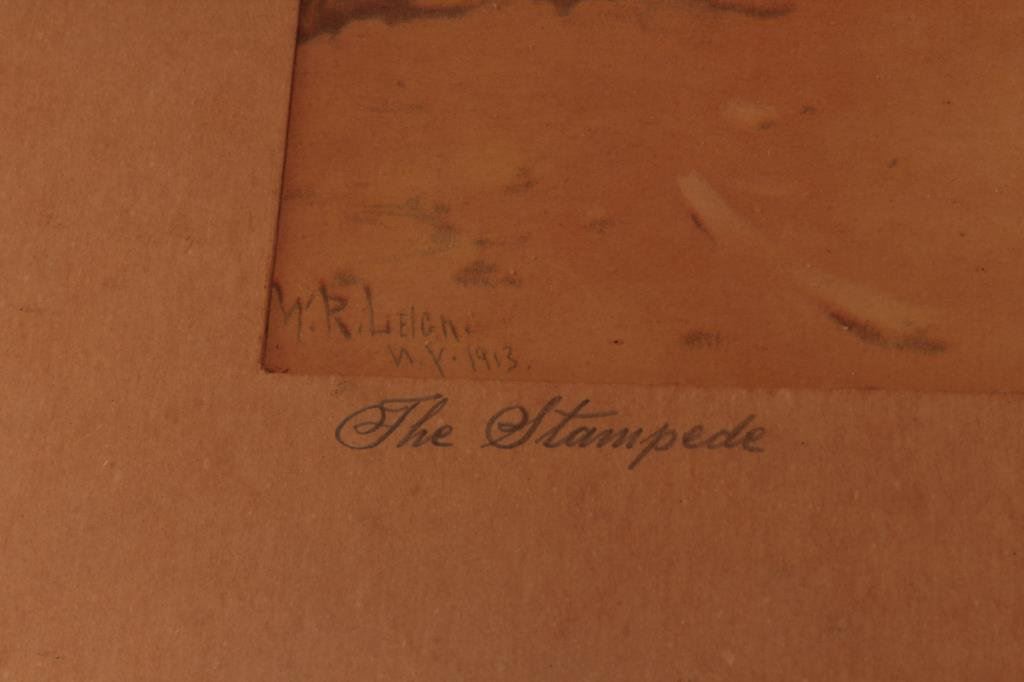 W.R.Leigh.
N.Y.1913.
The Stampede